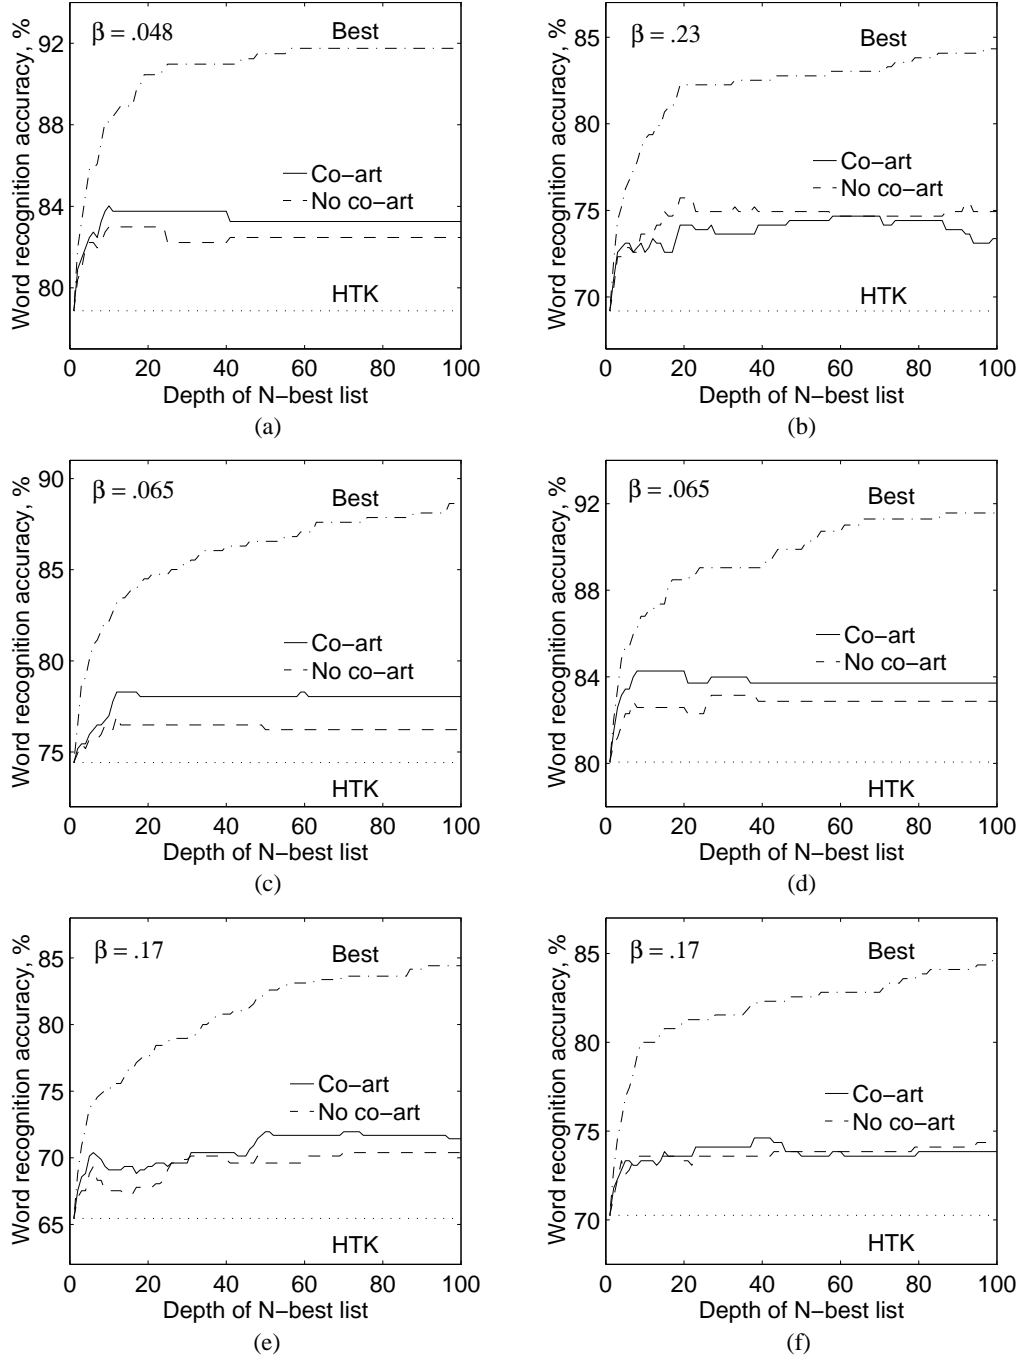 β = .048
Best
Word recognition accuracy, %
92
88
84
80
Co−art
No co−art
HTK
0 20 40 60 80 100
Depth of N−best list
(a)
β = .23
Best
Word recognition accuracy, %
85
80
75
70
Co−art
No co−art
HTK
0 20 40 60 80 100
Depth of N−best list
(b)
β = .065
Best
Word recognition accuracy, %
90
85
80
75
Co−art
No co−art
HTK
0 20 40 60 80 100
Depth of N−best list
(c)
β = .065
Best
Word recognition accuracy, %
92
88
84
80
Co−art
No co−art
HTK
0 20 40 60 80 100
Depth of N−best list
(d)
β = .17
Best
Word recognition accuracy, %
85
80
75
70
65
Co−art
No co−art
HTK
0 20 40 60 80 100
Depth of N−best list
(e)
β = .17
Best
Word recognition accuracy, %
85
80
75
70
Co−art
No co−art
HTK
0 20 40 60 80 100
Depth of N−best list
(f)